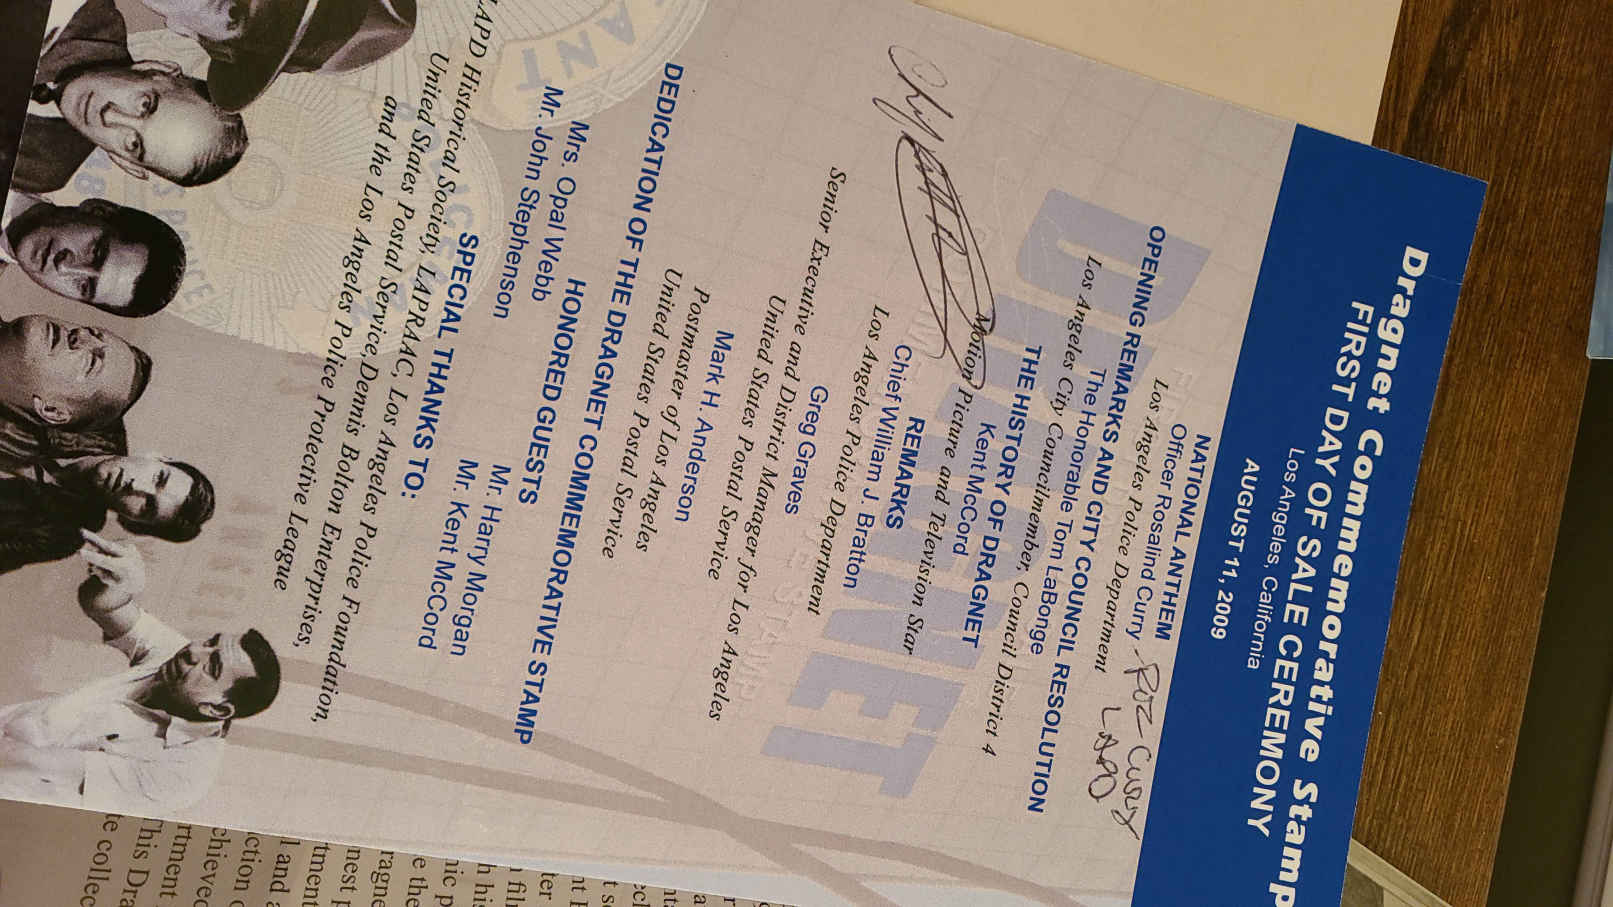 Dragnet Commemorative Stamp
FIRST DAY OF SALE CEREMONY
Los Angeles, California
AUGUST 11, 2009
NATIONAL ANTHEM
Officer Rosalind Curry - Roz Curry
Los Angeles Police Department
LAPD
OPENING REMARKS AND CITY COUNCIL RESOLUTION
The Honorable Tom LaBonge
Los Angeles City Councilmember, Council District 4
THE HISTORY OF DRAGNET
Kent McCord
Motion Picture and Television Star
REMARKS
Chief William J. Bratton
Los Angeles Police Department
Greg Graves
Senior Executive and District Manager for Los Angeles
United States Postal Service
Mark H. Anderson
Postmaster of Los Angeles
United States Postal Service
DEDICATION OF THE DRAGNET COMMEMORATIVE STAMP
HONORED GUESTS
Mrs. Opal Webb
Mr. Harry Morgan
Mr. John Stephenson
Mr. Kent McCord
SPECIAL THANKS TO:
LAPD Historical Society, LAPRAAC, Los Angeles Police Foundation,
United States Postal Service, Dennis Bolton Enterprises,
and the Los Angeles Police Protective League
DRAGNET